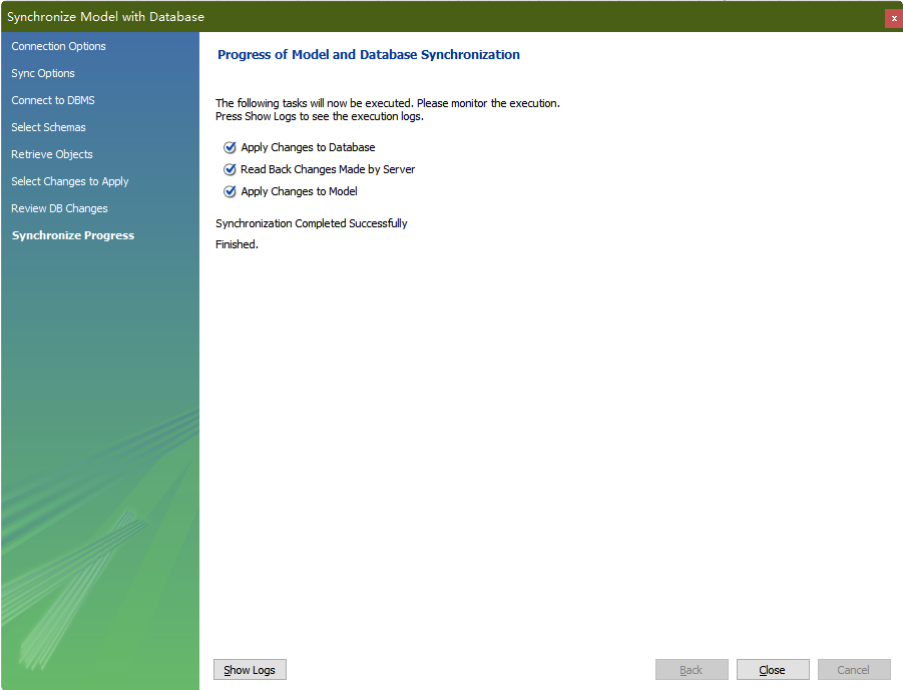 Synchronize Model with Database
x
Connection Options
Sync Options
Connect to DBMS
Select Schemas
Retrieve Objects
Select Changes to Apply
Review DB Changes
Synchronize Progress
Progress of Model and Database Synchronization
The following tasks will now be executed. Please monitor the execution.
Press Show Logs to see the execution logs.
Apply Changes to Database
Read Back Changes Made by Server
Apply Changes to Model
Synchronization Completed Successfully
Finished.
Show Logs
Back
Close
Cancel